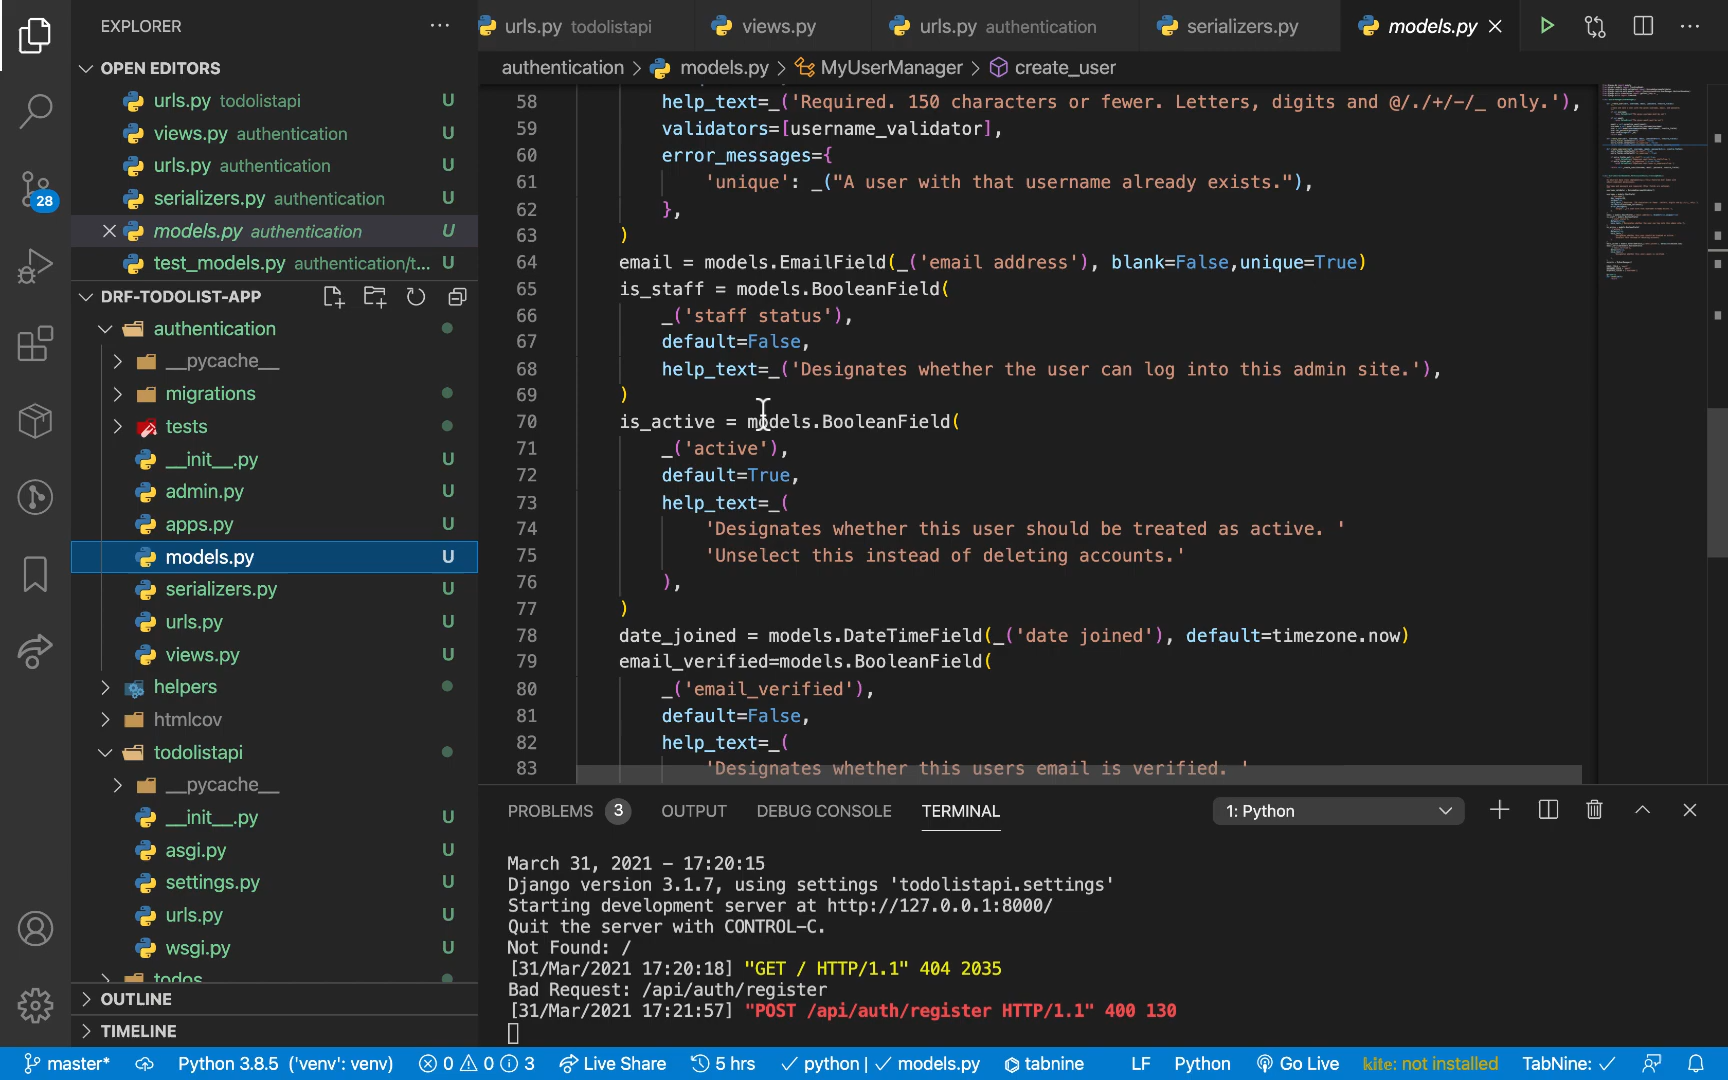 EXPLORER
OPEN EDITORS
urls.py todolistapi U
views.py authentication U
urls.py authentication U
serializers.py authentication U
models.py authentication U
test_models.py authentication/t... U
DRF-TODOLIST-APP
authentication
__pycache__
migrations
tests
__init__.py U
admin.py U
apps.py U
models.py U
serializers.py U
urls.py U
views.py U
helpers
htmlcov
todolistapi
__pycache__
__init__.py U
asgi.py U
settings.py U
urls.py U
wsgi.py U
todos
OUTLINE
TIMELINE
28
urls.py todolistapi
views.py
urls.py authentication
serializers.py
models.py
authentication > models.py > MyUserManager > create_user
58 help_text=_('Required. 150 characters or fewer. Letters, digits and @/./+/-/_ only.'),
59 validators=[username_validator],
60 error_messages={
61 'unique': _("A user with that username already exists."),
62 },
63 )
64 email = models.EmailField(_('email address'), blank=False,unique=True)
65 is_staff = models.BooleanField(
66 _('staff status'),
67 default=False,
68 help_text=_('Designates whether the user can log into this admin site.'),
69 )
70 is_active = models.BooleanField(
71 _('active'),
72 default=True,
73 help_text=_(
74 'Designates whether this user should be treated as active. '
75 'Unselect this instead of deleting accounts.'
76 ),
77 )
78 date_joined = models.DateTimeField(_('date joined'), default=timezone.now)
79 email_verified=models.BooleanField(
80 _('email_verified'),
81 default=False,
82 help_text=_(
83 'Designates whether this users email is verified. '
PROBLEMS 3 OUTPUT DEBUG CONSOLE TERMINAL 1: Python
March 31, 2021 - 17:20:15
Django version 3.1.7, using settings 'todolistapi.settings'
Starting development server at http://127.0.0.1:8000/
Quit the server with CONTROL-C.
Not Found: /
[31/Mar/2021 17:20:18] "GET / HTTP/1.1" 404 2035
Bad Request: /api/auth/register
[31/Mar/2021 17:21:57] "POST /api/auth/register HTTP/1.1" 400 130
master* Python 3.8.5 ('venv': venv) 0 0 3 Live Share 5 hrs python | models.py tabnine LF Python Go Live kite: not installed TabNine: